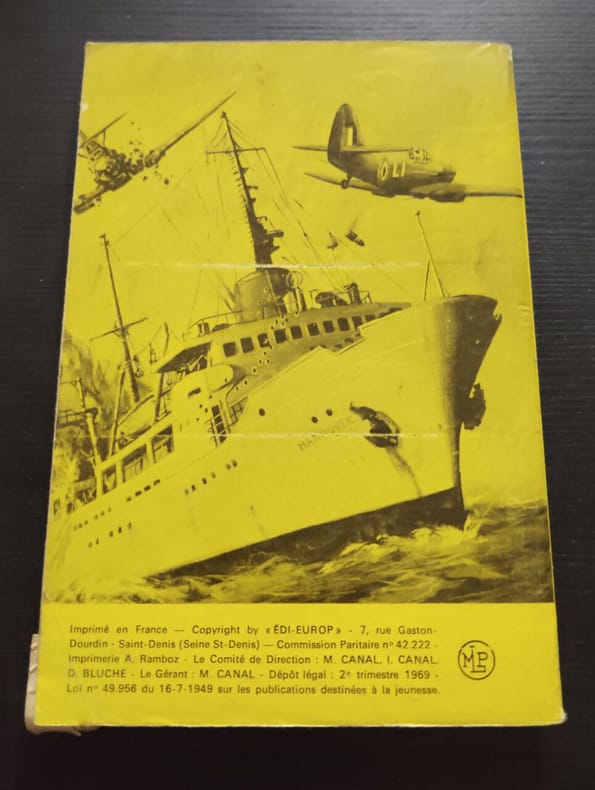 LI
HANNOVER
Imprimé en France — Copyright by « ÉDI-EUROP » - 7, rue Gaston-
Dourdin - Saint-Denis (Seine St-Denis) — Commission Paritaire nº 42.222 -
Imprimerie A. Ramboz - Le Comité de Direction : M. CANAL, I. CANAL,
D. BLUCHE - Le Gérant : M. CANAL - Dépôt légal : 2e trimestre 1969 -
Loi nº 49.956 du 16-7-1949 sur les publications destinées à la jeunesse.
MLP